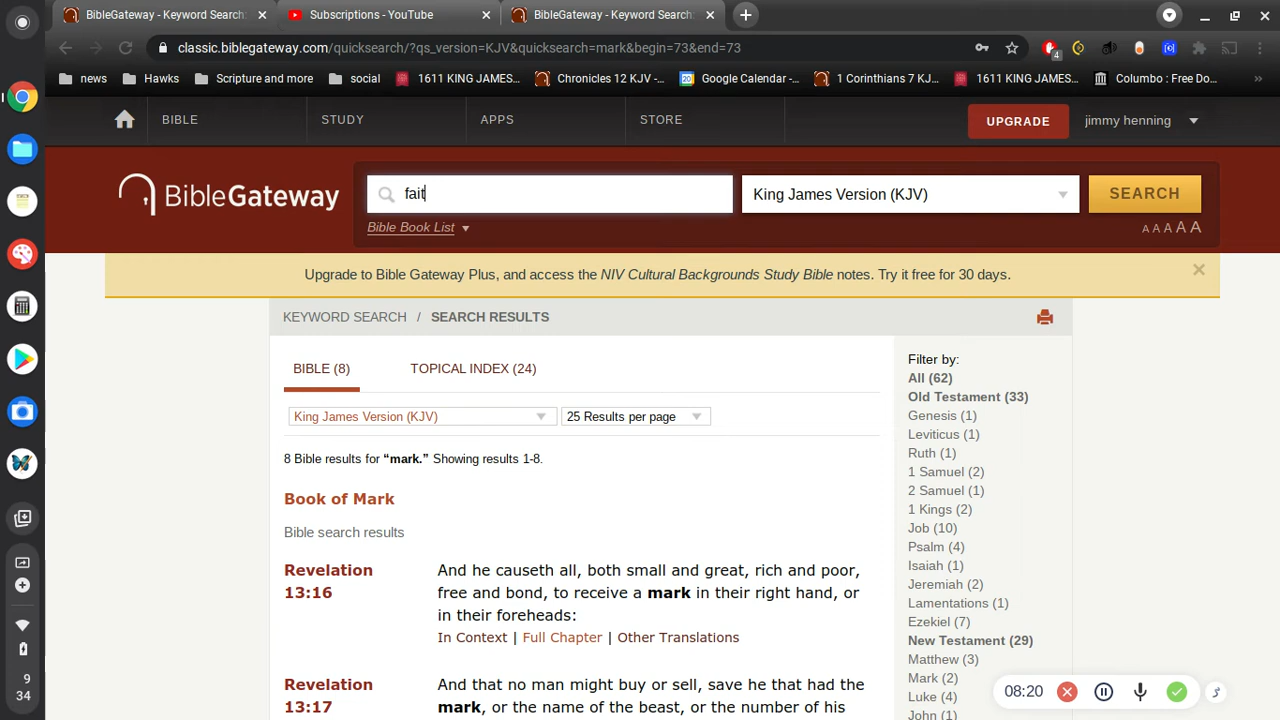 BibleGateway - Keyword Search:
Subscriptions - YouTube
BibleGateway - Keyword Search:
classic.biblegateway.com/quicksearch/?qs_version=KJV&quicksearch=mark&begin=73&end=73
4
news
Hawks
Scripture and more
social
1611 KING JAMES...
Chronicles 12 KJV -...
20
Google Calendar -...
1 Corinthians 7 KJ...
1611 KING JAMES...
Columbo : Free Do...
»
BIBLE
STUDY
APPS
STORE
UPGRADE
jimmy henning
BibleGateway
fait
King James Version (KJV)
SEARCH
Bible Book List
A A A A A
Upgrade to Bible Gateway Plus, and access the NIV Cultural Backgrounds Study Bible notes. Try it free for 30 days.
KEYWORD SEARCH / SEARCH RESULTS
BIBLE (8)
TOPICAL INDEX (24)
King James Version (KJV)
25 Results per page
8 Bible results for “mark.” Showing results 1-8.
Book of Mark
Bible search results
Revelation
13:16
And he causeth all, both small and great, rich and poor,
free and bond, to receive a mark in their right hand, or
in their foreheads:
In Context | Full Chapter | Other Translations
Revelation
13:17
And that no man might buy or sell, save he that had the
mark, or the name of the beast, or the number of his
Filter by:
All (62)
Old Testament (33)
Genesis (1)
Leviticus (1)
Ruth (1)
1 Samuel (2)
2 Samuel (1)
1 Kings (2)
Job (10)
Psalm (4)
Isaiah (1)
Jeremiah (2)
Lamentations (1)
Ezekiel (7)
New Testament (29)
Matthew (3)
Mark (2)
Luke (4)
John (1)
08:20
9
34